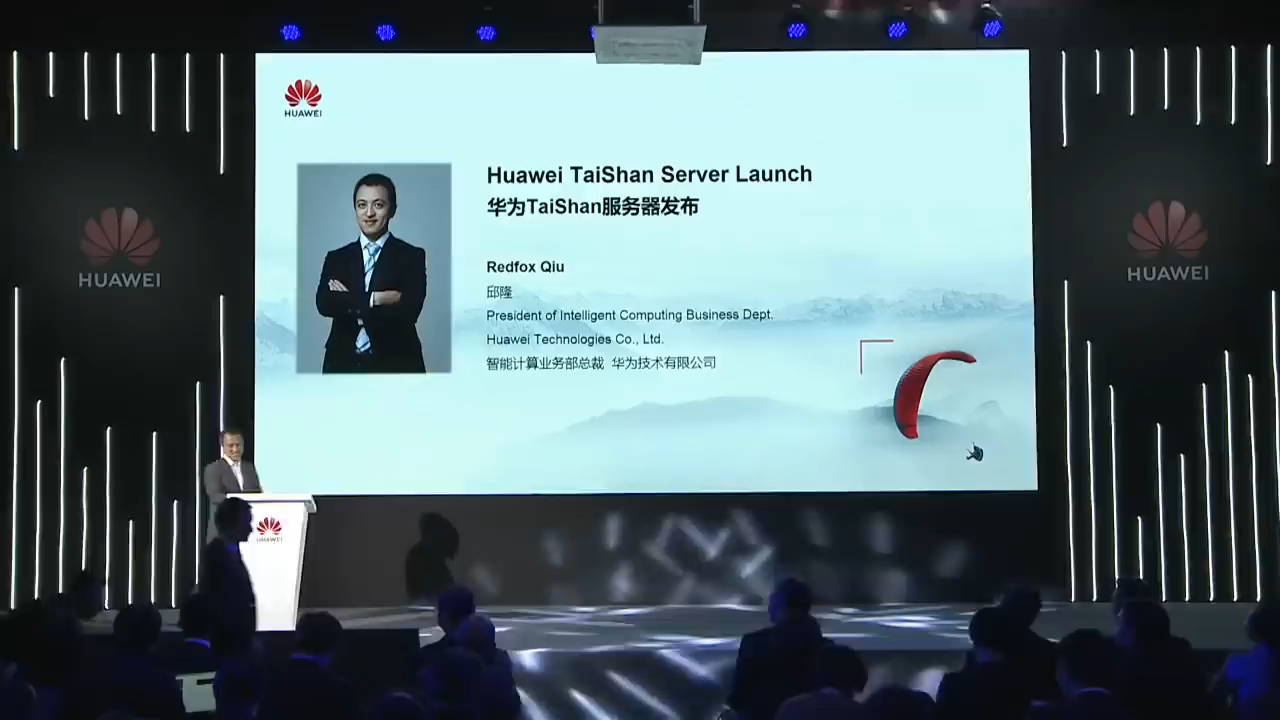 HUAWEI
Huawei TaiShan Server Launch
华为TaiShan服务器发布
Redfox Qiu
邱隆
President of Intelligent Computing Business Dept.
Huawei Technologies Co., Ltd.
智能计算业务部总裁 华为技术有限公司
HUAWEI
HUAWEI
HUAWEI